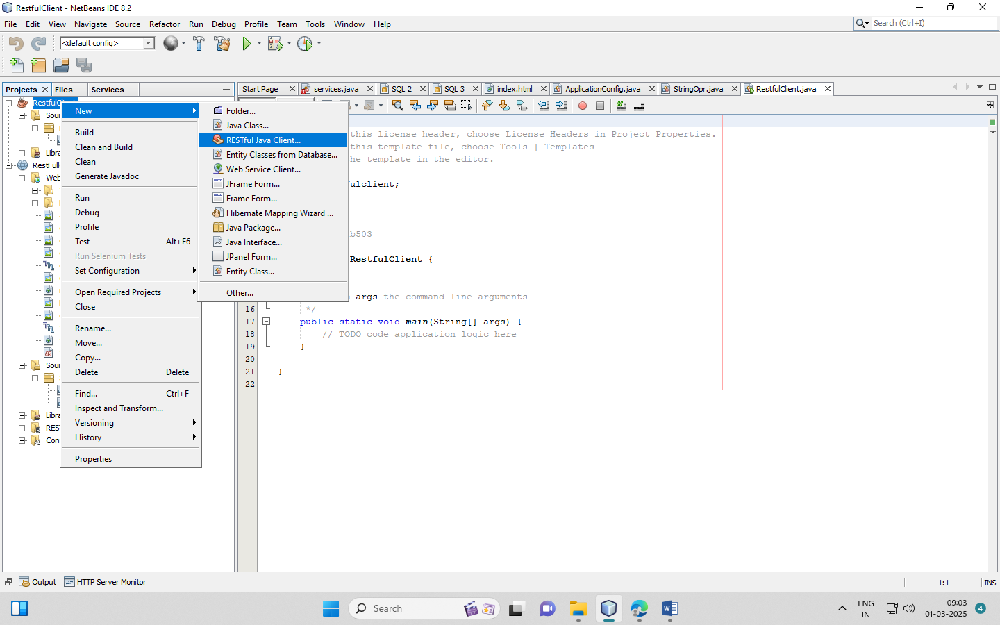 RestfulClient - NetBeans IDE 8.2
File Edit View Navigate Source Refactor Run Debug Profile Team Tools Window Help
Search (Ctrl+I)
<default config>
Projects Files Services
Start Page services.java SQL 2 SQL 3 index.html ApplicationConfig.java StringOpr.java RestfulClient.java
RestfulCl
Sou
Libra
RestFull
Web
Sou
Libra
REST
Con
New
Build
Clean and Build
Clean
Generate Javadoc
Run
Debug
Profile
Test Alt+F6
Run Selenium Tests
Set Configuration
Open Required Projects
Close
Rename...
Move...
Copy...
Delete Delete
Find... Ctrl+F
Inspect and Transform...
Versioning
History
Properties
Folder...
Java Class...
RESTful Java Client...
Entity Classes from Database...
Web Service Client...
JFrame Form...
Frame Form...
Hibernate Mapping Wizard ...
Java Package...
Java Interface...
JPanel Form...
Entity Class...
Other...
this license header, choose License Headers in Project Properties.
this template file, choose Tools | Templates
he template in the editor.
ulclient;
b503
RestfulClient {
args the command line arguments
16 */
17 public static void main(String[] args) {
18 // TODO code application logic here
19 }
20
21 }
22
Output HTTP Server Monitor
1:1 INS
Search
ENG
IN
09:03
01-03-2025
4